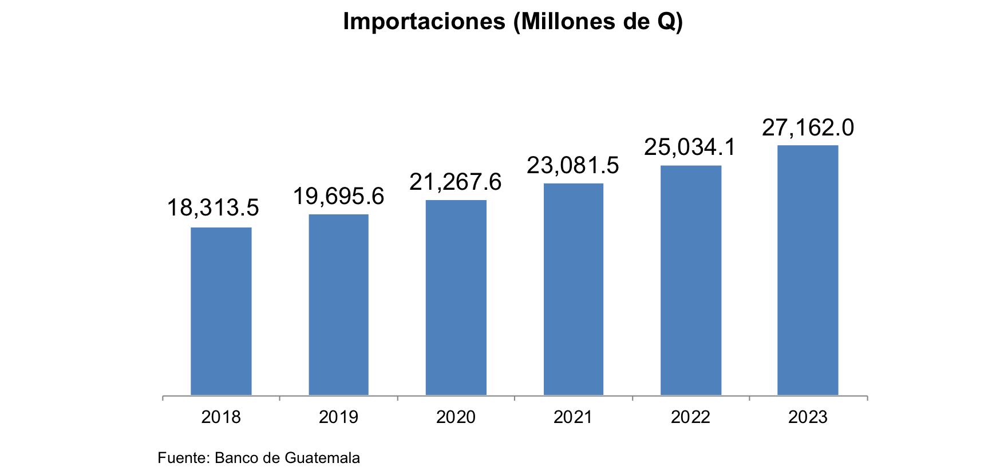 Importaciones (Millones de Q)
18,313.5
19,695.6
21,267.6
23,081.5
25,034.1
27,162.0
2018 2019 2020 2021 2022 2023
Fuente: Banco de Guatemala